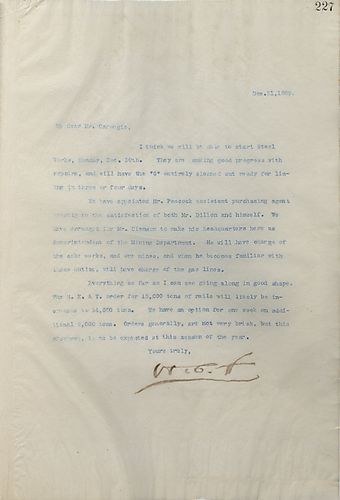 227
Dec.21,1889.
My dear Mr. Carnegie,
I think we will be able to start Steel
Works, Monday, Dec. 30th. They are making good progress with
repairs, and will have the "G" entirely cleaned out ready for lin-
ing in three or four days.
We have appointed Mr. Peacock assistant purchasing agent
greatly to the satisfaction of both Mr. Dillon and himself. We
have arranged for Mr. Clemson to make his headquarters here as
Superintendent of the Mining Department. He will have charge of
the coke works, and ore mines, and when he becomes familiar with
these duties, will have charge of the gas lines.
Everything so far as I can see going along in good shape.
The M. K. & T. order for 15,000 tons of rails will likely be in-
creased to 24,000 tons. We have an option for one week on addi-
tional 9,000 tons. Orders generally, are not very brisk, but this
however, is to be expected at this season of the year.
Yours truly,